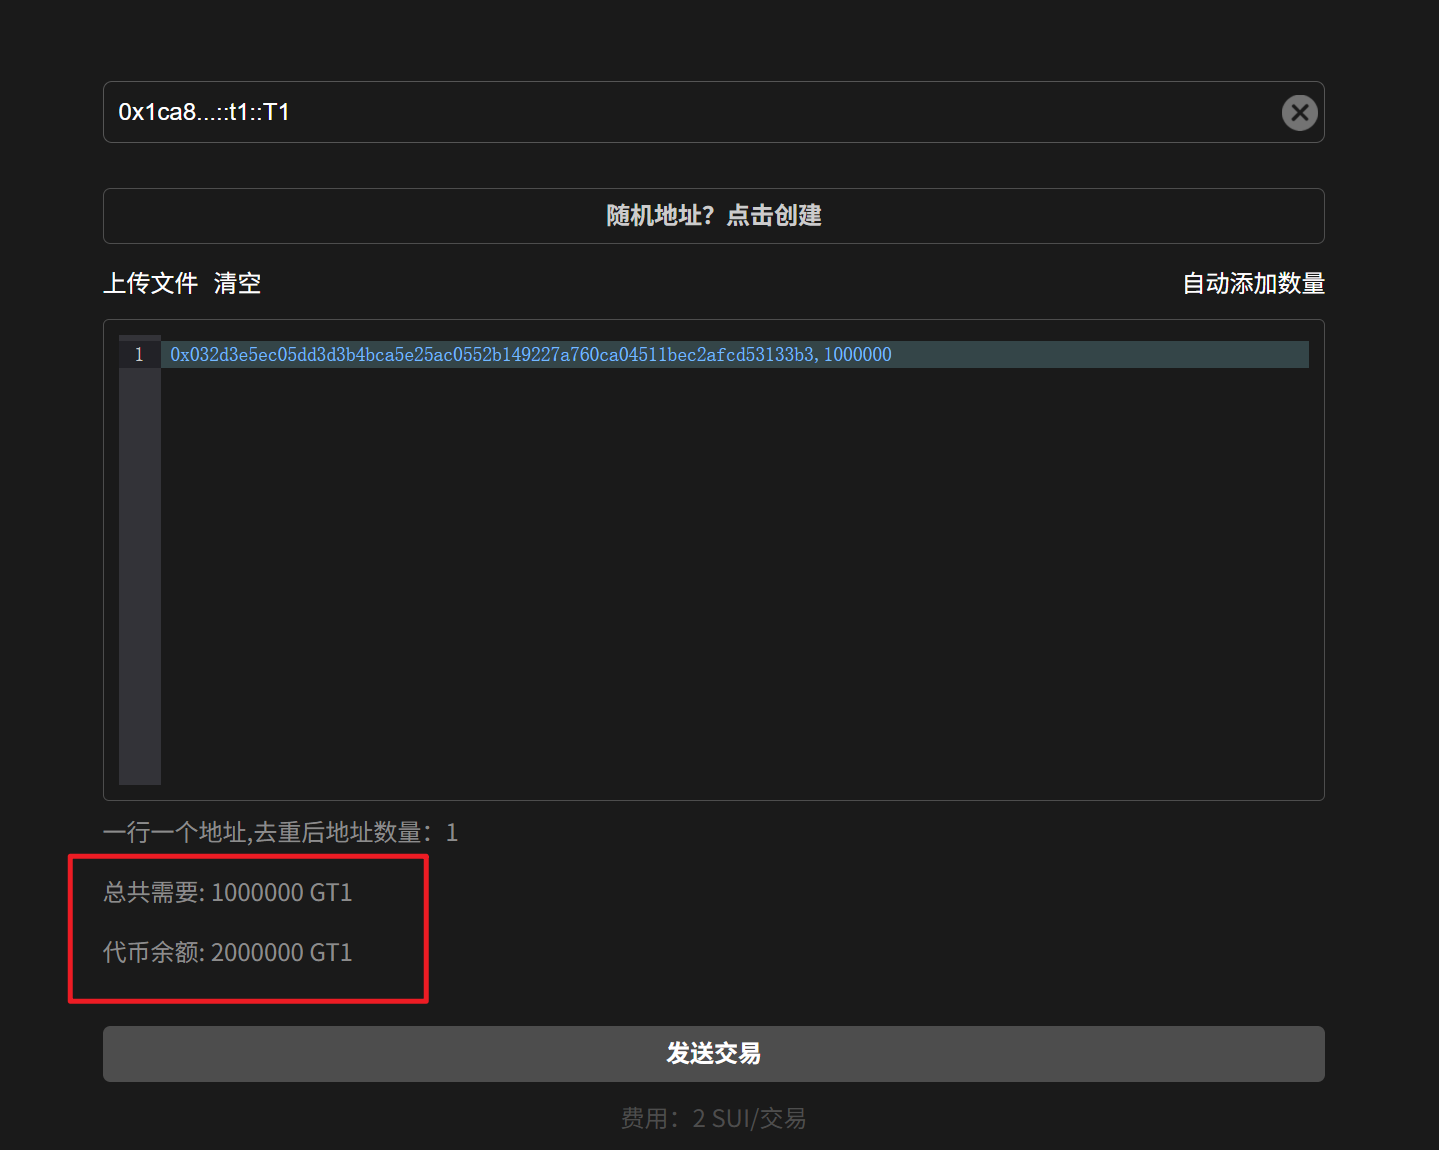 0x1ca8...::t1::T1
随机地址？点击创建
上传文件 清空 自动添加数量
1 0x032d3e5ec05dd3d3b4bca5e25ac0552b149227a760ca04511bec2afcd53133b3,1000000
一行一个地址,去重后地址数量：1
总共需要: 1000000 GT1
代币余额: 2000000 GT1
发送交易
费用：2 SUI/交易